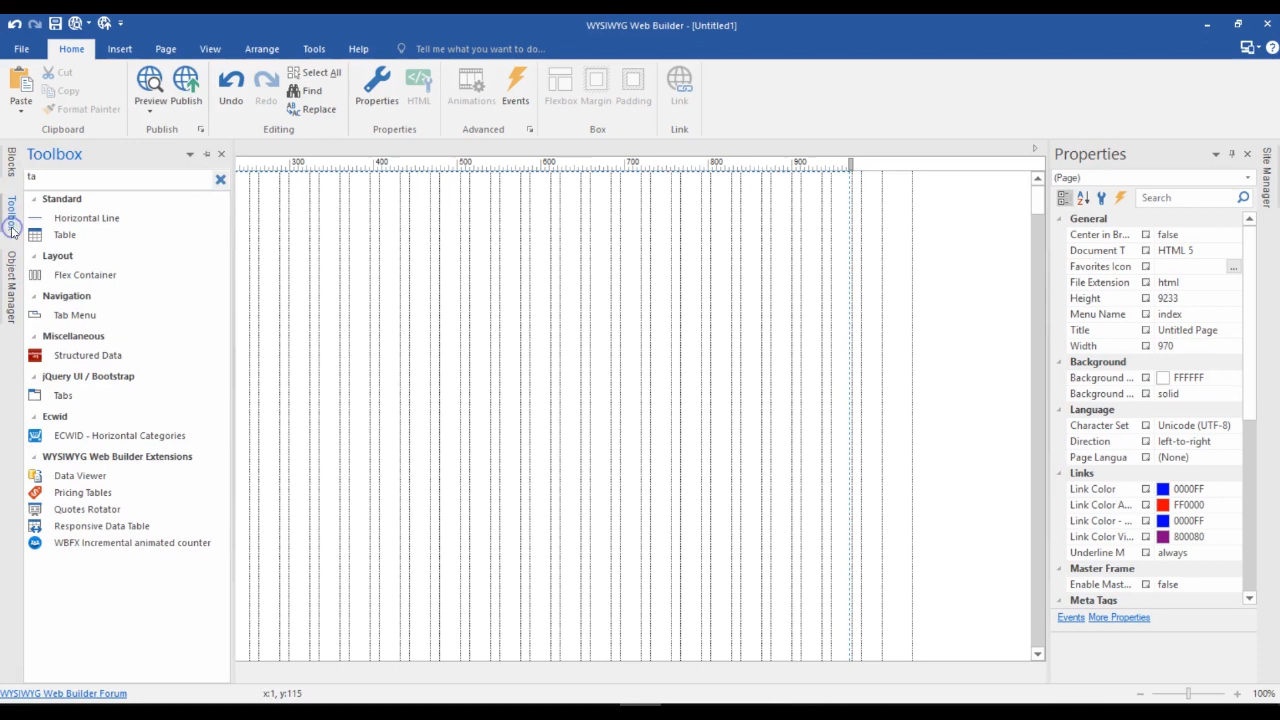 WYSIWYG Web Builder - [Untitled1]
File Home Insert Page View Arrange Tools Help Tell me what you want to do...
Paste
Cut
Copy
Format Painter
Clipboard
Preview Publish
Publish
Undo Redo
Select All
Find
Replace
Editing
Properties HTML
Properties
Animations Events
Advanced
Flexbox Margin Padding
Box
Link
Link
Blocks
Toolbox
Object Manager
Toolbox
ta
Standard
Horizontal Line
Table
Layout
Flex Container
Navigation
Tab Menu
Miscellaneous
Structured Data
jQuery UI / Bootstrap
Tabs
Ecwid
ECWID - Horizontal Categories
WYSIWYG Web Builder Extensions
Data Viewer
Pricing Tables
Quotes Rotator
Responsive Data Table
WBFX Incremental animated counter
300 400 500 600 700 800 900
Properties
(Page)
Search
General
Center in Br... false
Document T HTML 5
Favorites Icon ...
File Extension html
Height 9233
Menu Name index
Title Untitled Page
Width 970
Background
Background ... FFFFFF
Background ... solid
Language
Character Set Unicode (UTF-8)
Direction left-to-right
Page Langua (None)
Links
Link Color 0000FF
Link Color A... FF0000
Link Color - ... 0000FF
Link Color Vi... 800080
Underline M always
Master Frame
Enable Mast... false
Meta Tags
Events More Properties
Site Manager
WYSIWYG Web Builder Forum
x:1, y:115
100%